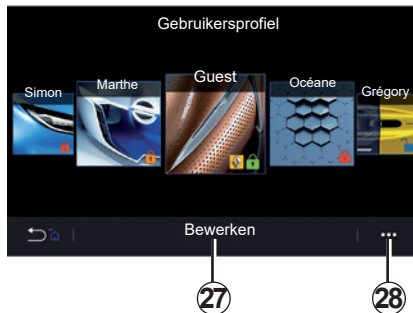 Gebruikersprofiel
Simon
Marthe
Guest
Océane
Grégory
Bewerken
27
28